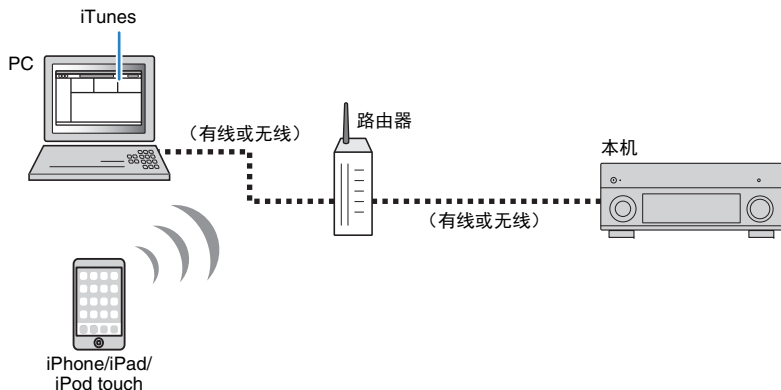 iTunes
PC
（有线或无线）
路由器
本机
（有线或无线）
iPhone/iPad/
iPod touch